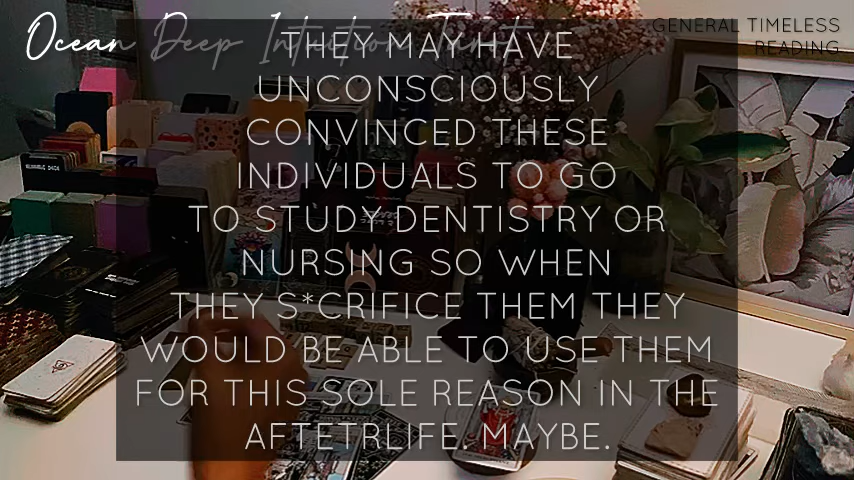 Ocean Deep Intuition Tarot
GENERAL TIMELESS
READING
THEY MAY HAVE
UNCONSCIOUSLY
CONVINCED THESE
INDIVIDUALS TO GO
TO STUDY DENTISTRY OR
NURSING SO WHEN
THEY S*CRIFICE THEM THEY
WOULD BE ABLE TO USE THEM
FOR THIS SOLE REASON IN THE
AFTETRLIFE. MAYBE.